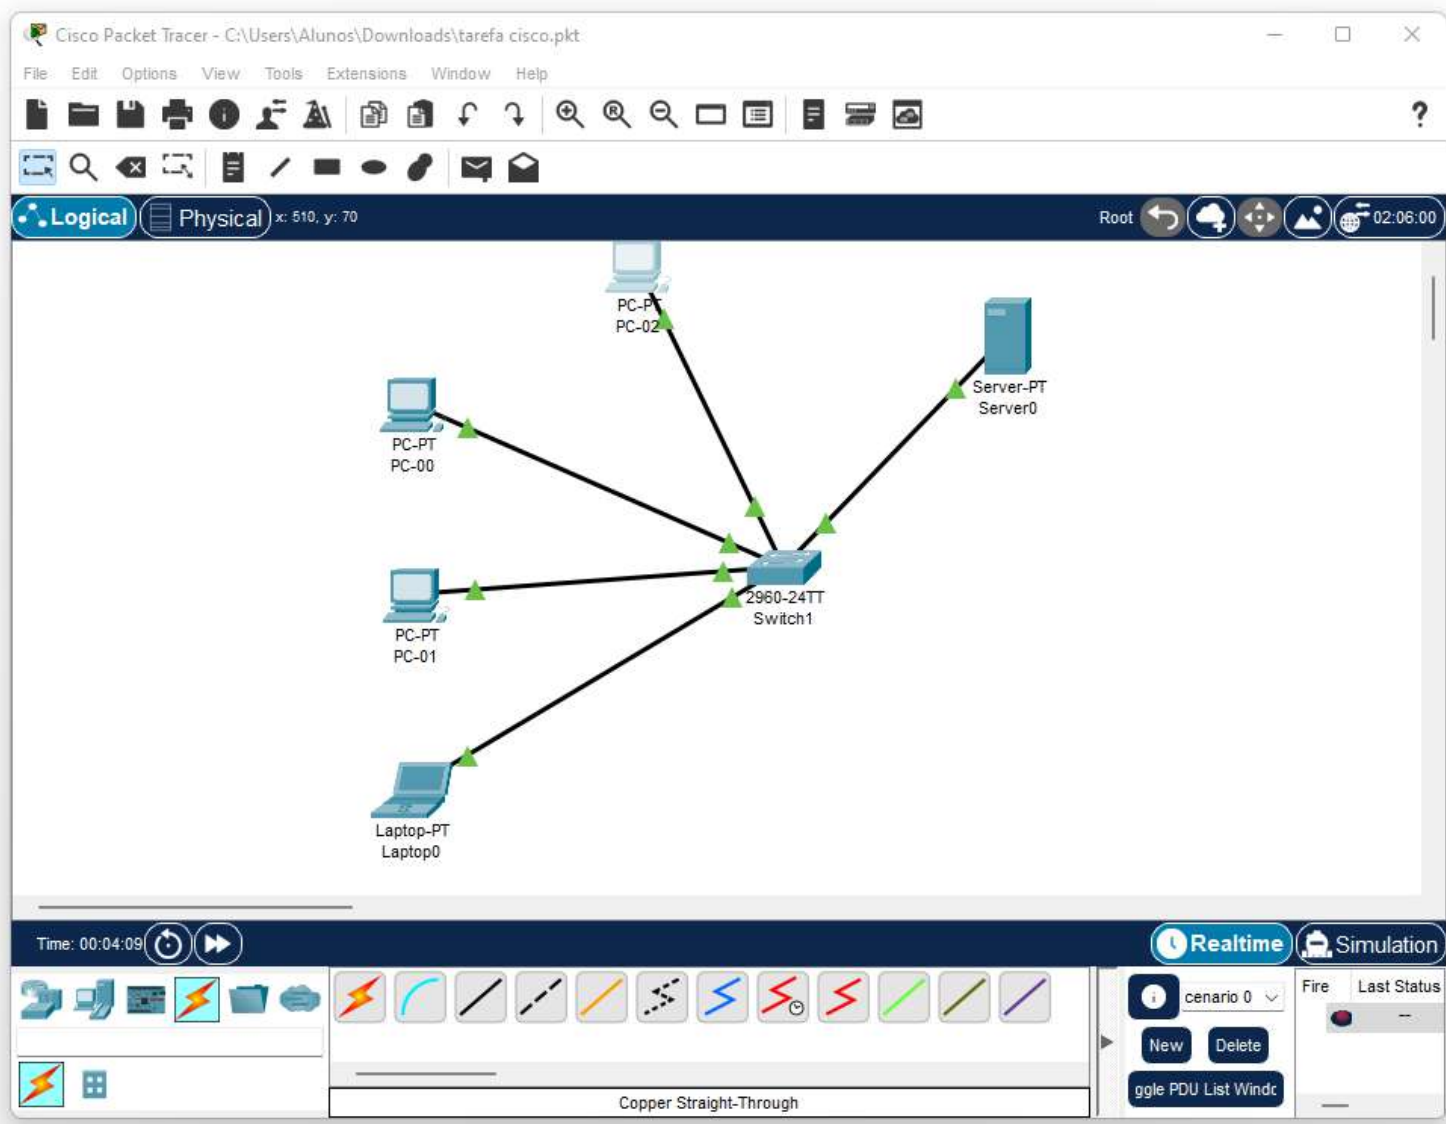 Cisco Packet Tracer - C:\Users\Alunos\Downloads\tarefa cisco.pkt
File Edit Options View Tools Extensions Window Help
?
Logical Physical x: 510, y: 70 Root 02:06:00
PC-PT
PC-02
Server-PT
Server0
PC-PT
PC-00
2960-24TT
Switch1
PC-PT
PC-01
Laptop-PT
Laptop0
Time: 00:04:09 Realtime Simulation
cenario 0
Fire Last Status
--
New Delete
ggle PDU List Windc
Copper Straight-Through